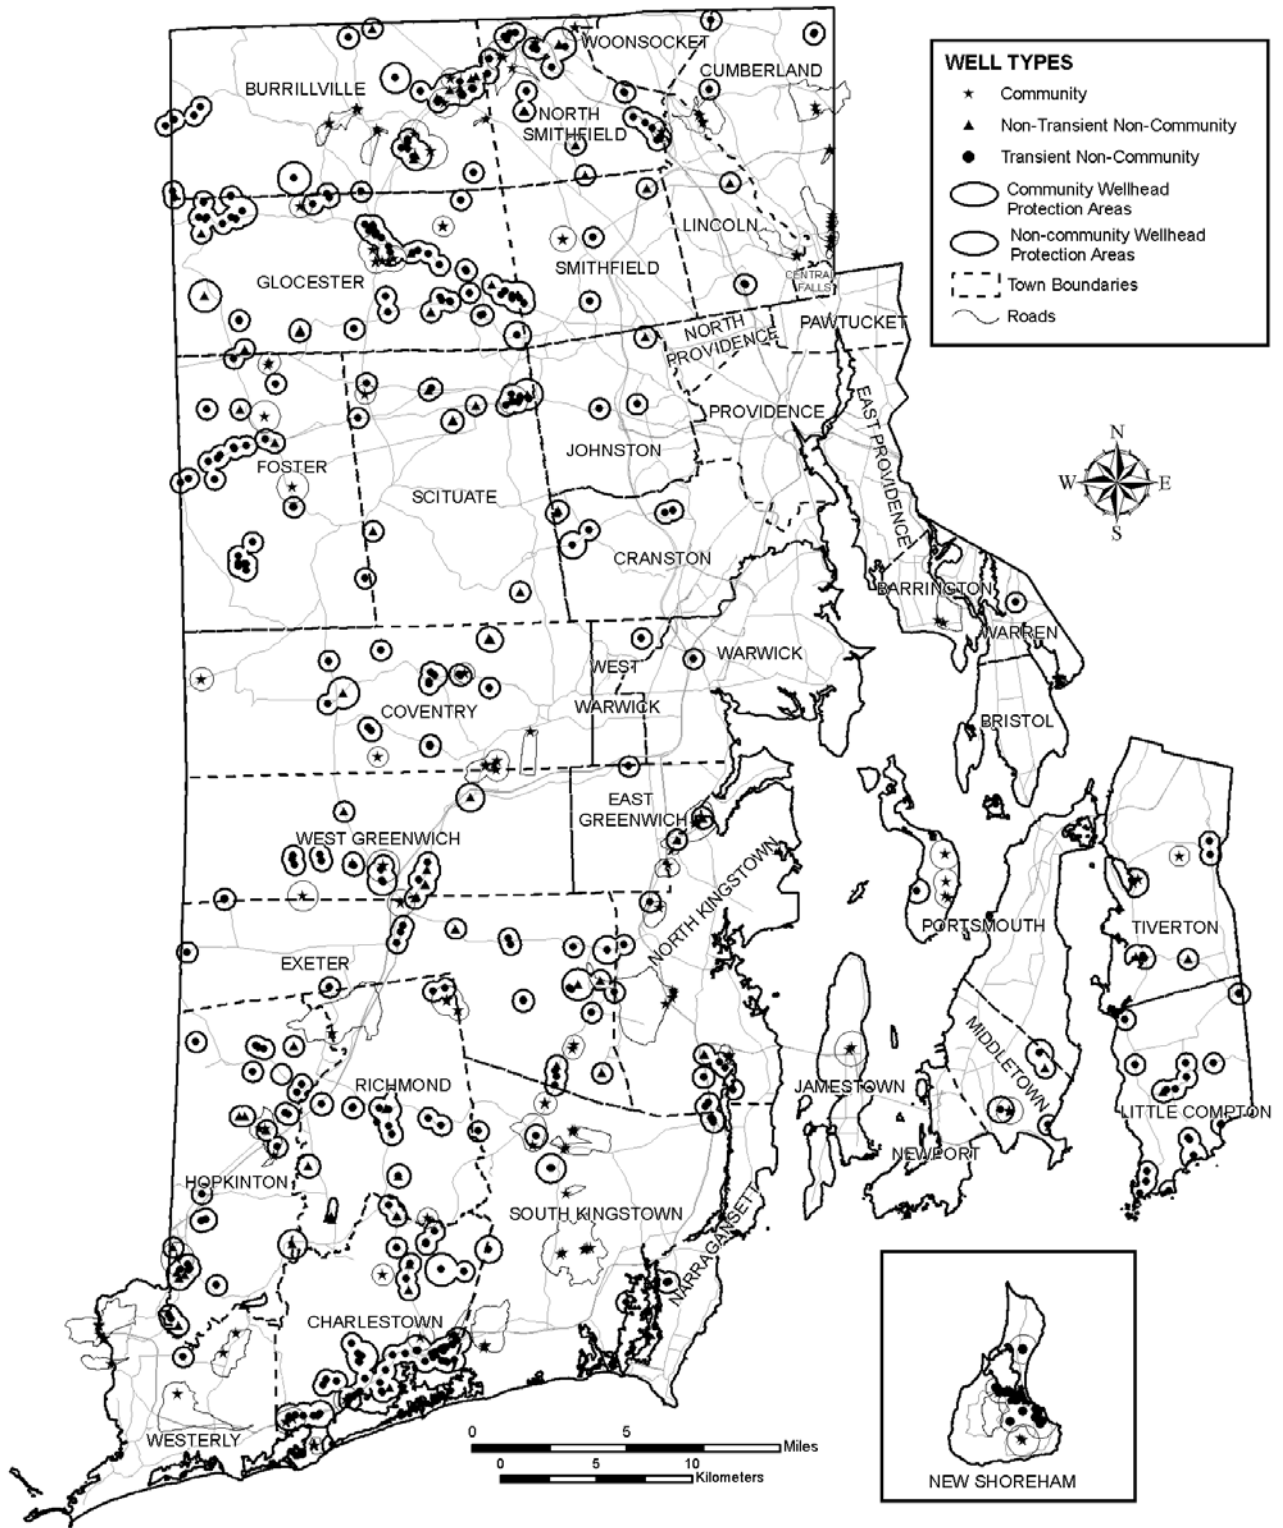 WOONSOCKET
CUMBERLAND
BURRILLVILLE
NORTH
SMITHFIELD
LINCOLN
SMITHFIELD
GLOCESTER
CENTRAL
FALLS
NORTH
PROVIDENCE
PAWTUCKET
PROVIDENCE
EAST PROVIDENCE
JOHNSTON
FOSTER
SCITUATE
CRANSTON
BARRINGTON
WARREN
WEST
WARWICK
WARWICK
COVENTRY
BRISTOL
EAST
GREENWICH
WEST GREENWICH
NORTH KINGSTOWN
PORTSMOUTH
TIVERTON
EXETER
MIDDLETOWN
RICHMOND
JAMESTOWN
LITTLE COMPTON
NEWPORT
HOPKINTON
SOUTH KINGSTOWN
NARRAGANSETT
CHARLESTOWN
WESTERLY
NEW SHOREHAM
WELL TYPES
Community
Non-Transient Non-Community
Transient Non-Community
Community Wellhead
Protection Areas
Non-community Wellhead
Protection Areas
Town Boundaries
Roads
N
W E
S
0 5
Miles
0 5 10
Kilometers